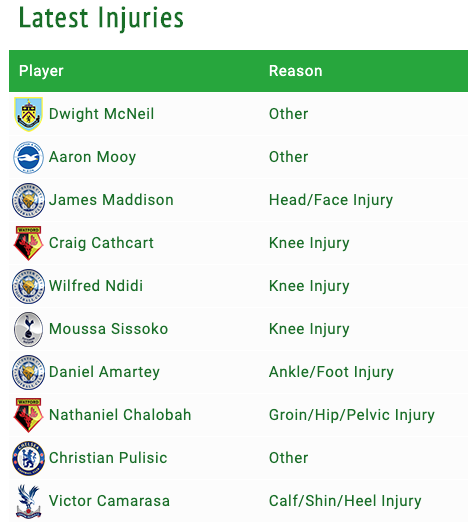 Latest Injuries
Player Reason
Dwight McNeil Other
Aaron Mooy Other
James Maddison Head/Face Injury
Craig Cathcart Knee Injury
Wilfred Ndidi Knee Injury
Moussa Sissoko Knee Injury
Daniel Amartey Ankle/Foot Injury
Nathaniel Chalobah Groin/Hip/Pelvic Injury
Christian Pulisic Other
Victor Camarasa Calf/Shin/Heel Injury